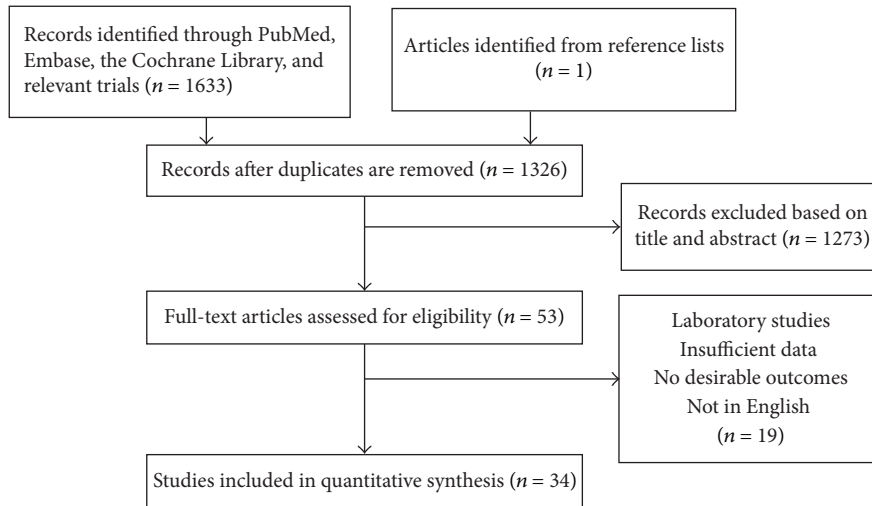 Records identified through PubMed,
Embase, the Cochrane Library, and
relevant trials (n = 1633)
Articles identified from reference lists
(n = 1)
Records after duplicates are removed (n = 1326)
Records excluded based on
title and abstract (n = 1273)
Full-text articles assessed for eligibility (n = 53)
Laboratory studies
Insufficient data
No desirable outcomes
Not in English
(n = 19)
Studies included in quantitative synthesis (n = 34)